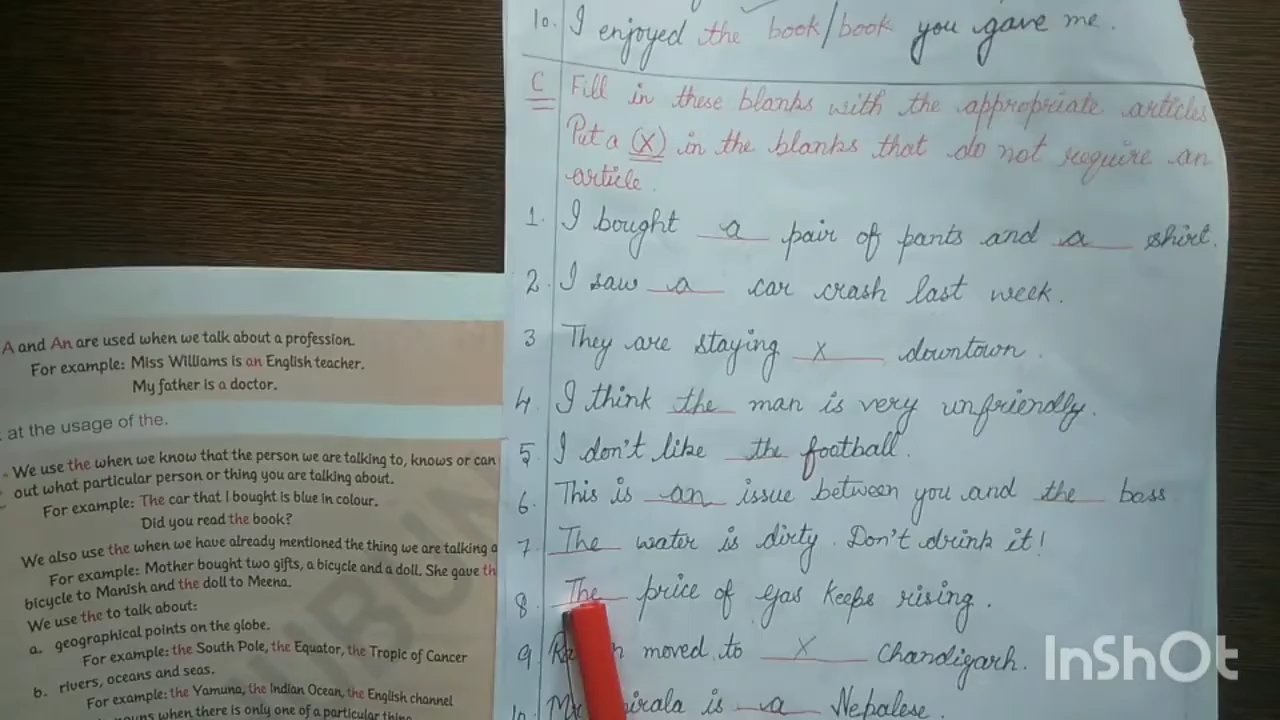 10. I enjoyed the book/book you gave me.
C Fill in these blanks with the appropriate articles
Put a (X) in the blanks that do not require an
article.
1. I bought a pair of pants and a shirt.
2. I saw a car crash last week.
3 They are staying x downtown.
4. I think the man is very unfriendly.
5. I don't like the football.
6. This is an issue between you and the bass
7. The water is dirty. Don't drink it!
8. The price of gas keeps rising.
9 moved to X Chandigarh.
is a Nepalese.
A and An are used when we talk about a profession.
For example: Miss Williams is an English teacher.
My father is a doctor.
at the usage of the.
We use the when we know that the person we are talking to, knows or can
out what particular person or thing you are talking about.
For example: The car that I bought is blue in colour.
Did you read the book?
We also use the when we have already mentioned the thing we are talking a
For example: Mother bought two gifts, a bicycle and a doll. She gave th
bicycle to Manish and the doll to Meena.
We use the to talk about:
a. geographical points on the globe.
For example: the South Pole, the Equator, the Tropic of Cancer
b. rivers, oceans and seas.
For example: the Yamuna, the Indian Ocean, the English channel
nouns when there is only one of a particular thing
InShOt